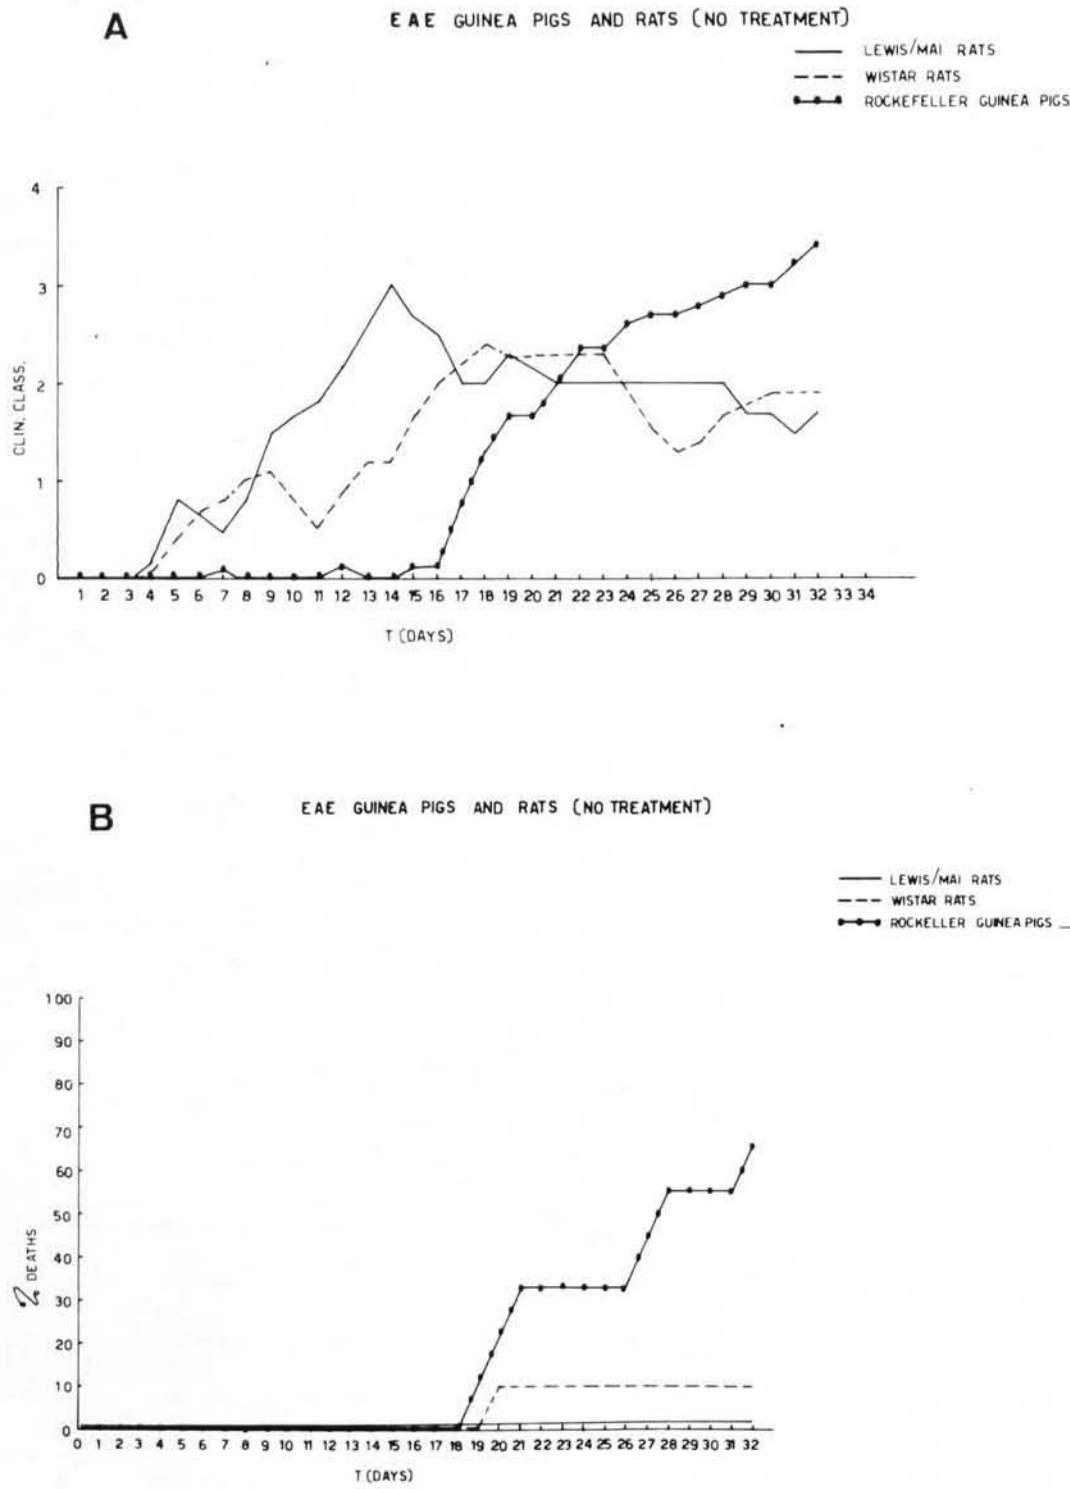 A
EAE GUINEA PIGS AND RATS (NO TREATMENT)
LEWIS/MAI RATS
WISTAR RATS
ROCKEFELLER GUINEA PIGS
4
3
2
1
0
CLIN. CLASS.
1 2 3 4 5 6 7 8 9 10 11 12 13 14 15 16 17 18 19 20 21 22 23 24 25 26 27 28 29 30 31 32 33 34
T (DAYS)
B
EAE GUINEA PIGS AND RATS (NO TREATMENT)
LEWIS/MAI RATS
WISTAR RATS
ROCKELLER GUINEA PIGS
100
90
80
70
60
50
40
30
20
10
0
% DEATHS
0 1 2 3 4 5 6 7 8 9 10 11 12 13 14 15 16 17 18 19 20 21 22 23 24 25 26 27 28 29 30 31 32
T (DAYS)